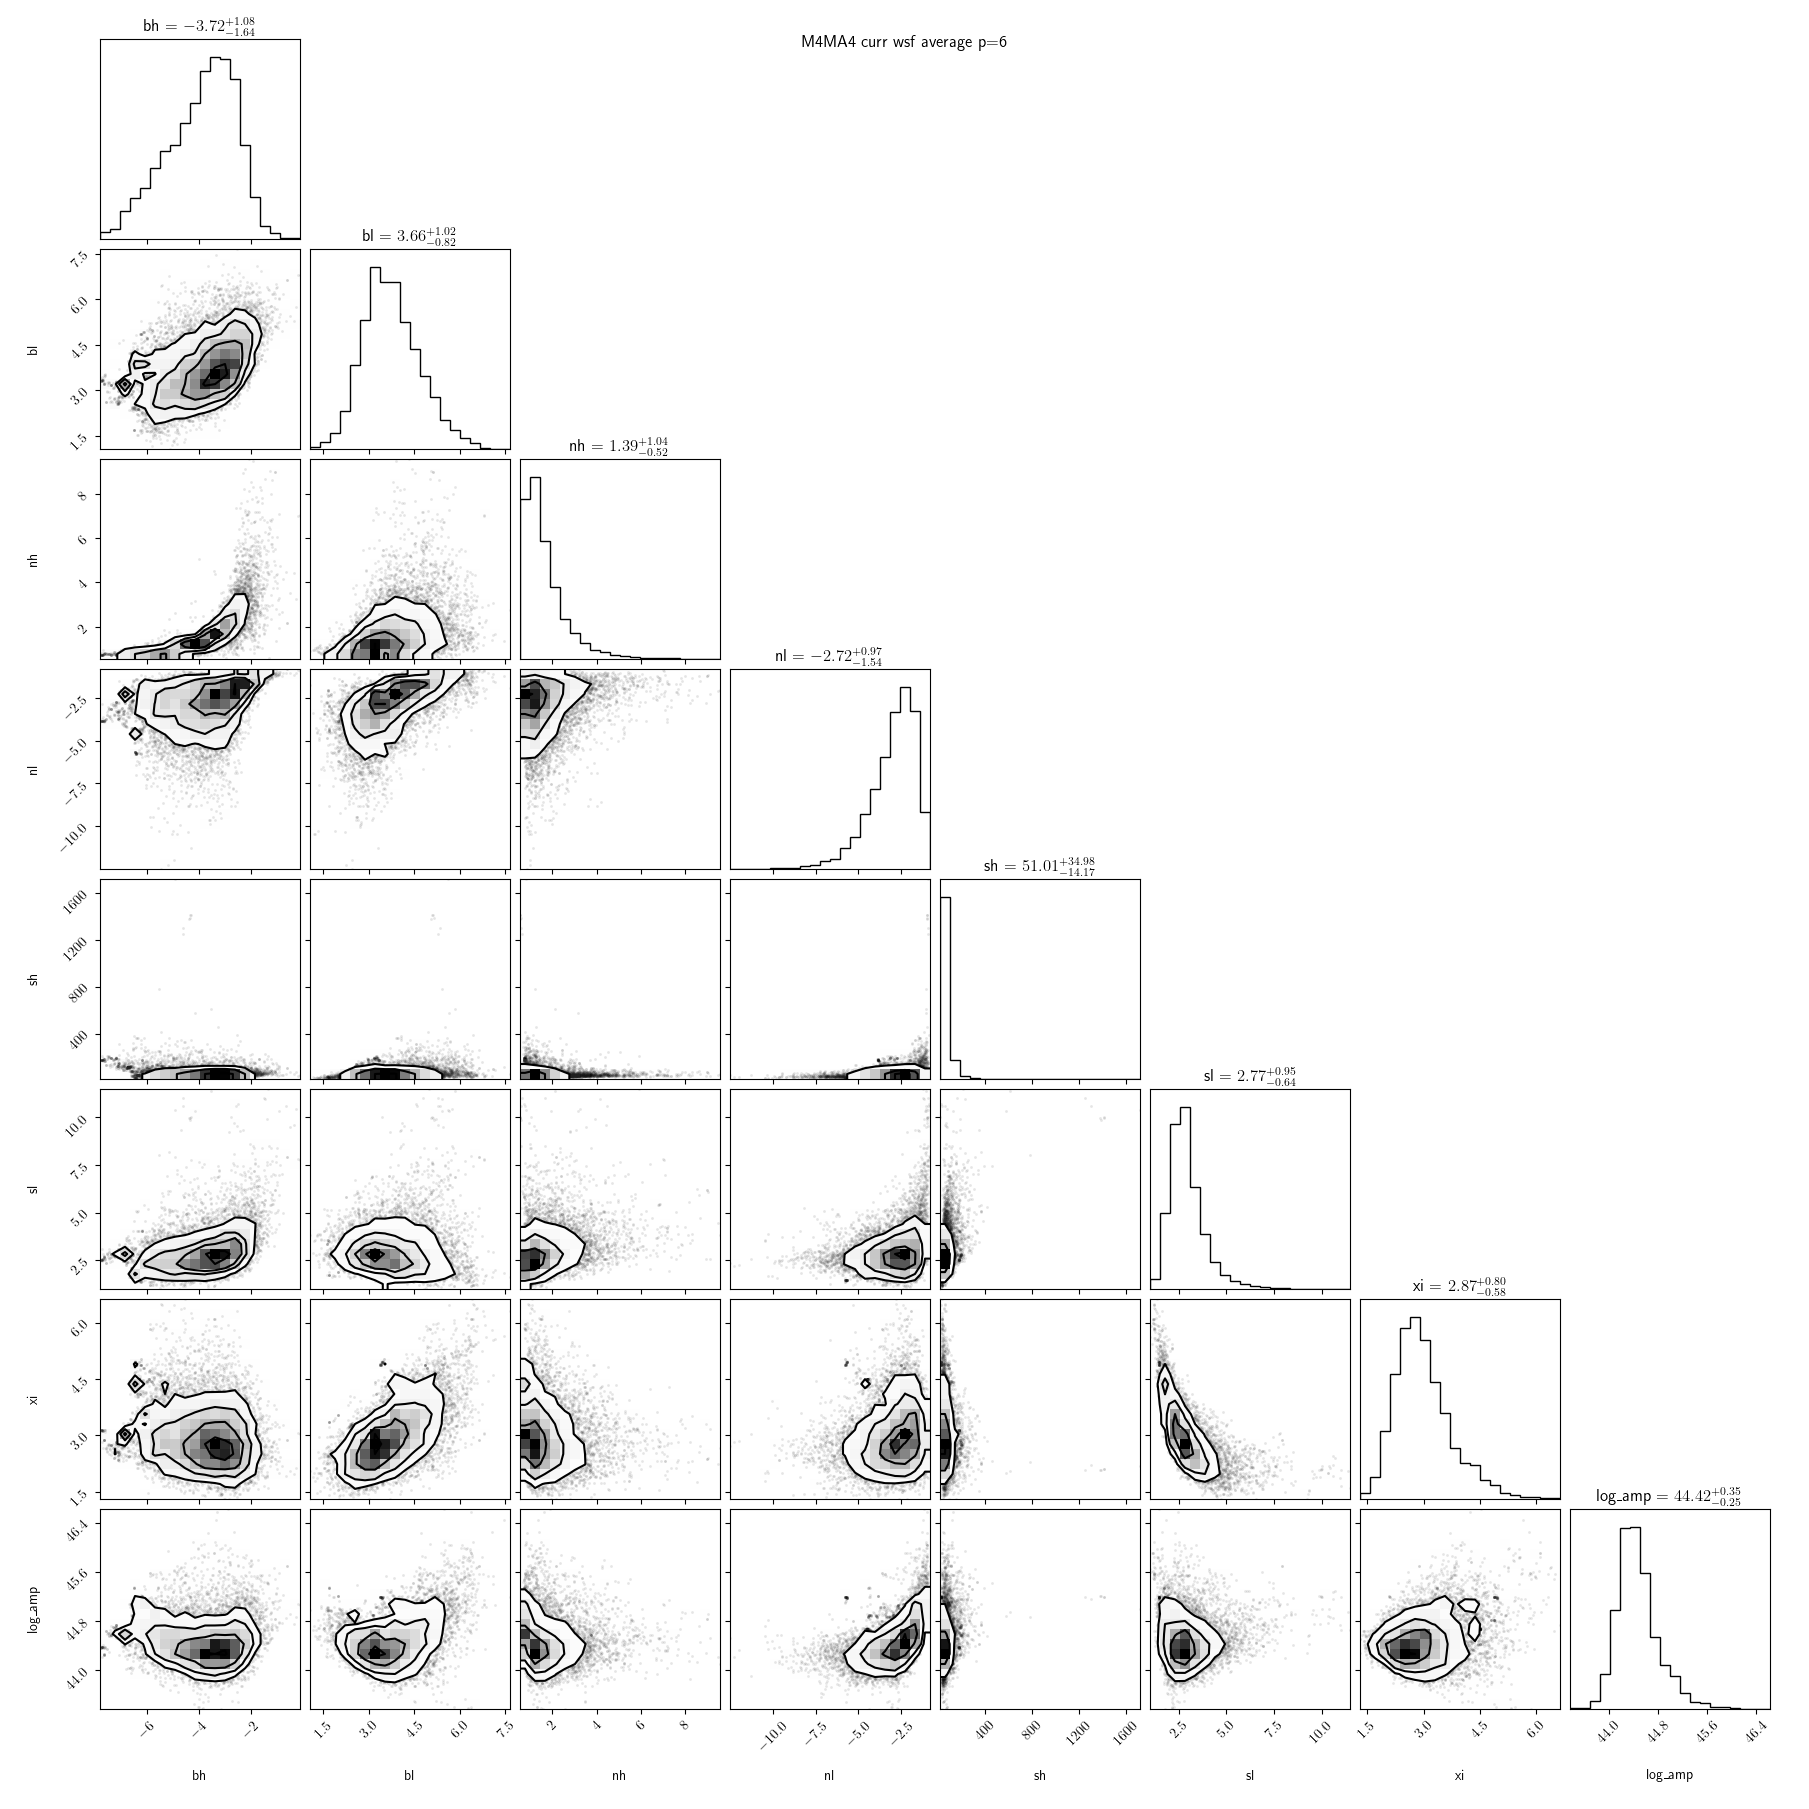 M4MA4 curr wsf average p=6
bh = −3.72+1.08−1.64
bl = 3.66+1.02−0.82
bl
7.5
6.0
4.5
3.0
1.5
nh = 1.39+1.04−0.52
nh
8
6
4
2
nl = −2.72+0.97−1.54
nl
−2.5
−5.0
−7.5
−10.0
sh = 51.01+34.98−14.17
sh
1600
1200
800
400
sl = 2.77+0.95−0.64
sl
10.0
7.5
5.0
2.5
xi = 2.87+0.80−0.58
xi
6.0
4.5
3.0
1.5
log_amp = 44.42+0.35−0.25
log_amp
46.4
45.6
44.8
44.0
−6 −4 −2 1.5 3.0 4.5 6.0 7.5 2 4 6 8 −10.0 −7.5 −5.0 −2.5 400 800 1200 1600 2.5 5.0 7.5 10.0 1.5 3.0 4.5 6.0 44.0 44.8 45.6 46.4
bh bl nh nl sh sl xi log_amp